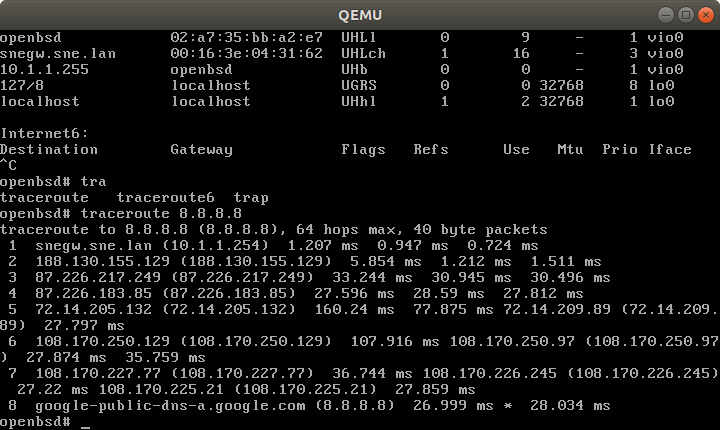 QEMU
openbsd 02:a7:35:bb:a2:e7 UHLl 0 9 - 1 vio0
snegw.sne.lan 00:16:3e:04:31:62 UHLch 1 16 - 3 vio0
10.1.1.255 openbsd UHb 0 0 - 1 vio0
127/8 localhost UGRS 0 0 32768 8 lo0
localhost localhost UHhl 1 2 32768 1 lo0
Internet6:
Destination Gateway Flags Refs Use Mtu Prio Iface
^C
openbsd# tra
traceroute traceroute6 trap
openbsd# traceroute 8.8.8.8
traceroute to 8.8.8.8 (8.8.8.8), 64 hops max, 40 byte packets
1 snegw.sne.lan (10.1.1.254) 1.207 ms 0.947 ms 0.724 ms
2 188.130.155.129 (188.130.155.129) 5.854 ms 1.212 ms 1.511 ms
3 87.226.217.249 (87.226.217.249) 33.244 ms 30.945 ms 30.496 ms
4 87.226.183.85 (87.226.183.85) 27.596 ms 28.59 ms 27.812 ms
5 72.14.205.132 (72.14.205.132) 160.24 ms 77.875 ms 72.14.209.89 (72.14.209.
89) 27.797 ms
6 108.170.250.129 (108.170.250.129) 107.916 ms 108.170.250.97 (108.170.250.97
) 27.874 ms 35.759 ms
7 108.170.227.77 (108.170.227.77) 36.744 ms 108.170.226.245 (108.170.226.245)
27.22 ms 108.170.225.21 (108.170.225.21) 27.859 ms
8 google-public-dns-a.google.com (8.8.8.8) 26.999 ms * 28.034 ms
openbsd# _